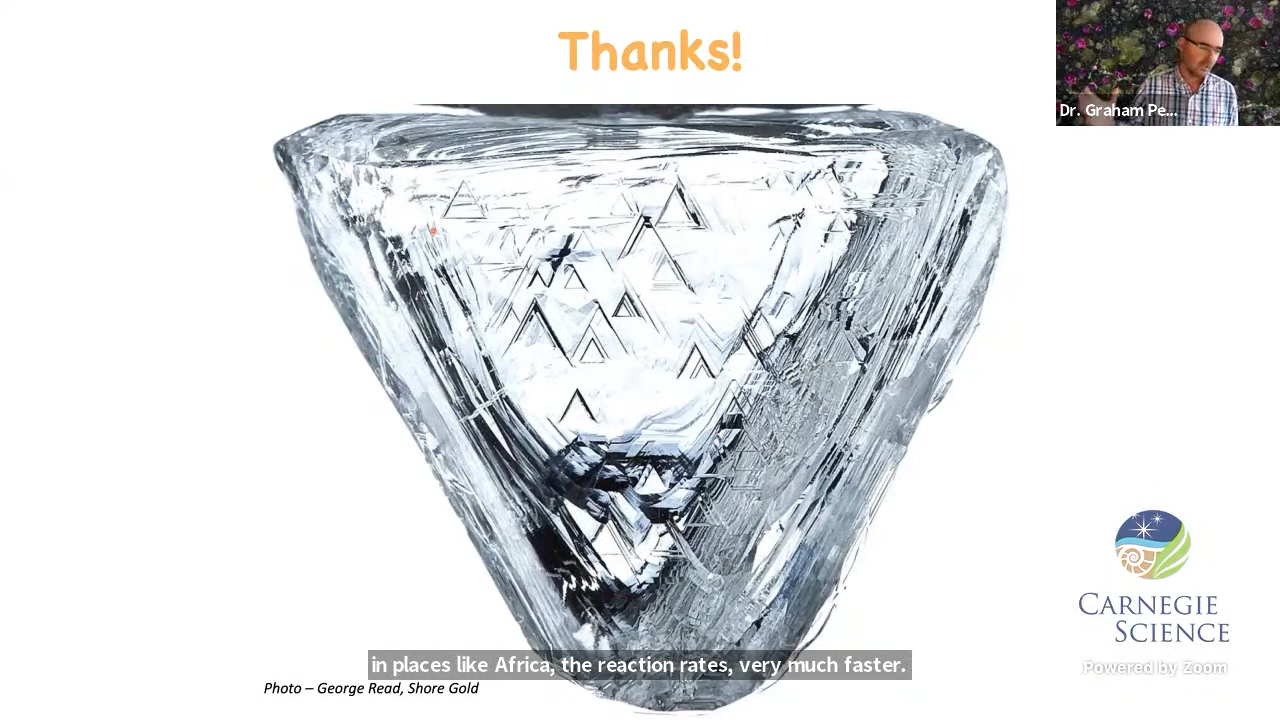 Thanks!
Dr. Graham Pe...
CARNEGIE
SCIENCE
in places like Africa, the reaction rates, very much faster.
Powered by Zoom
Photo – George Read, Shore Gold